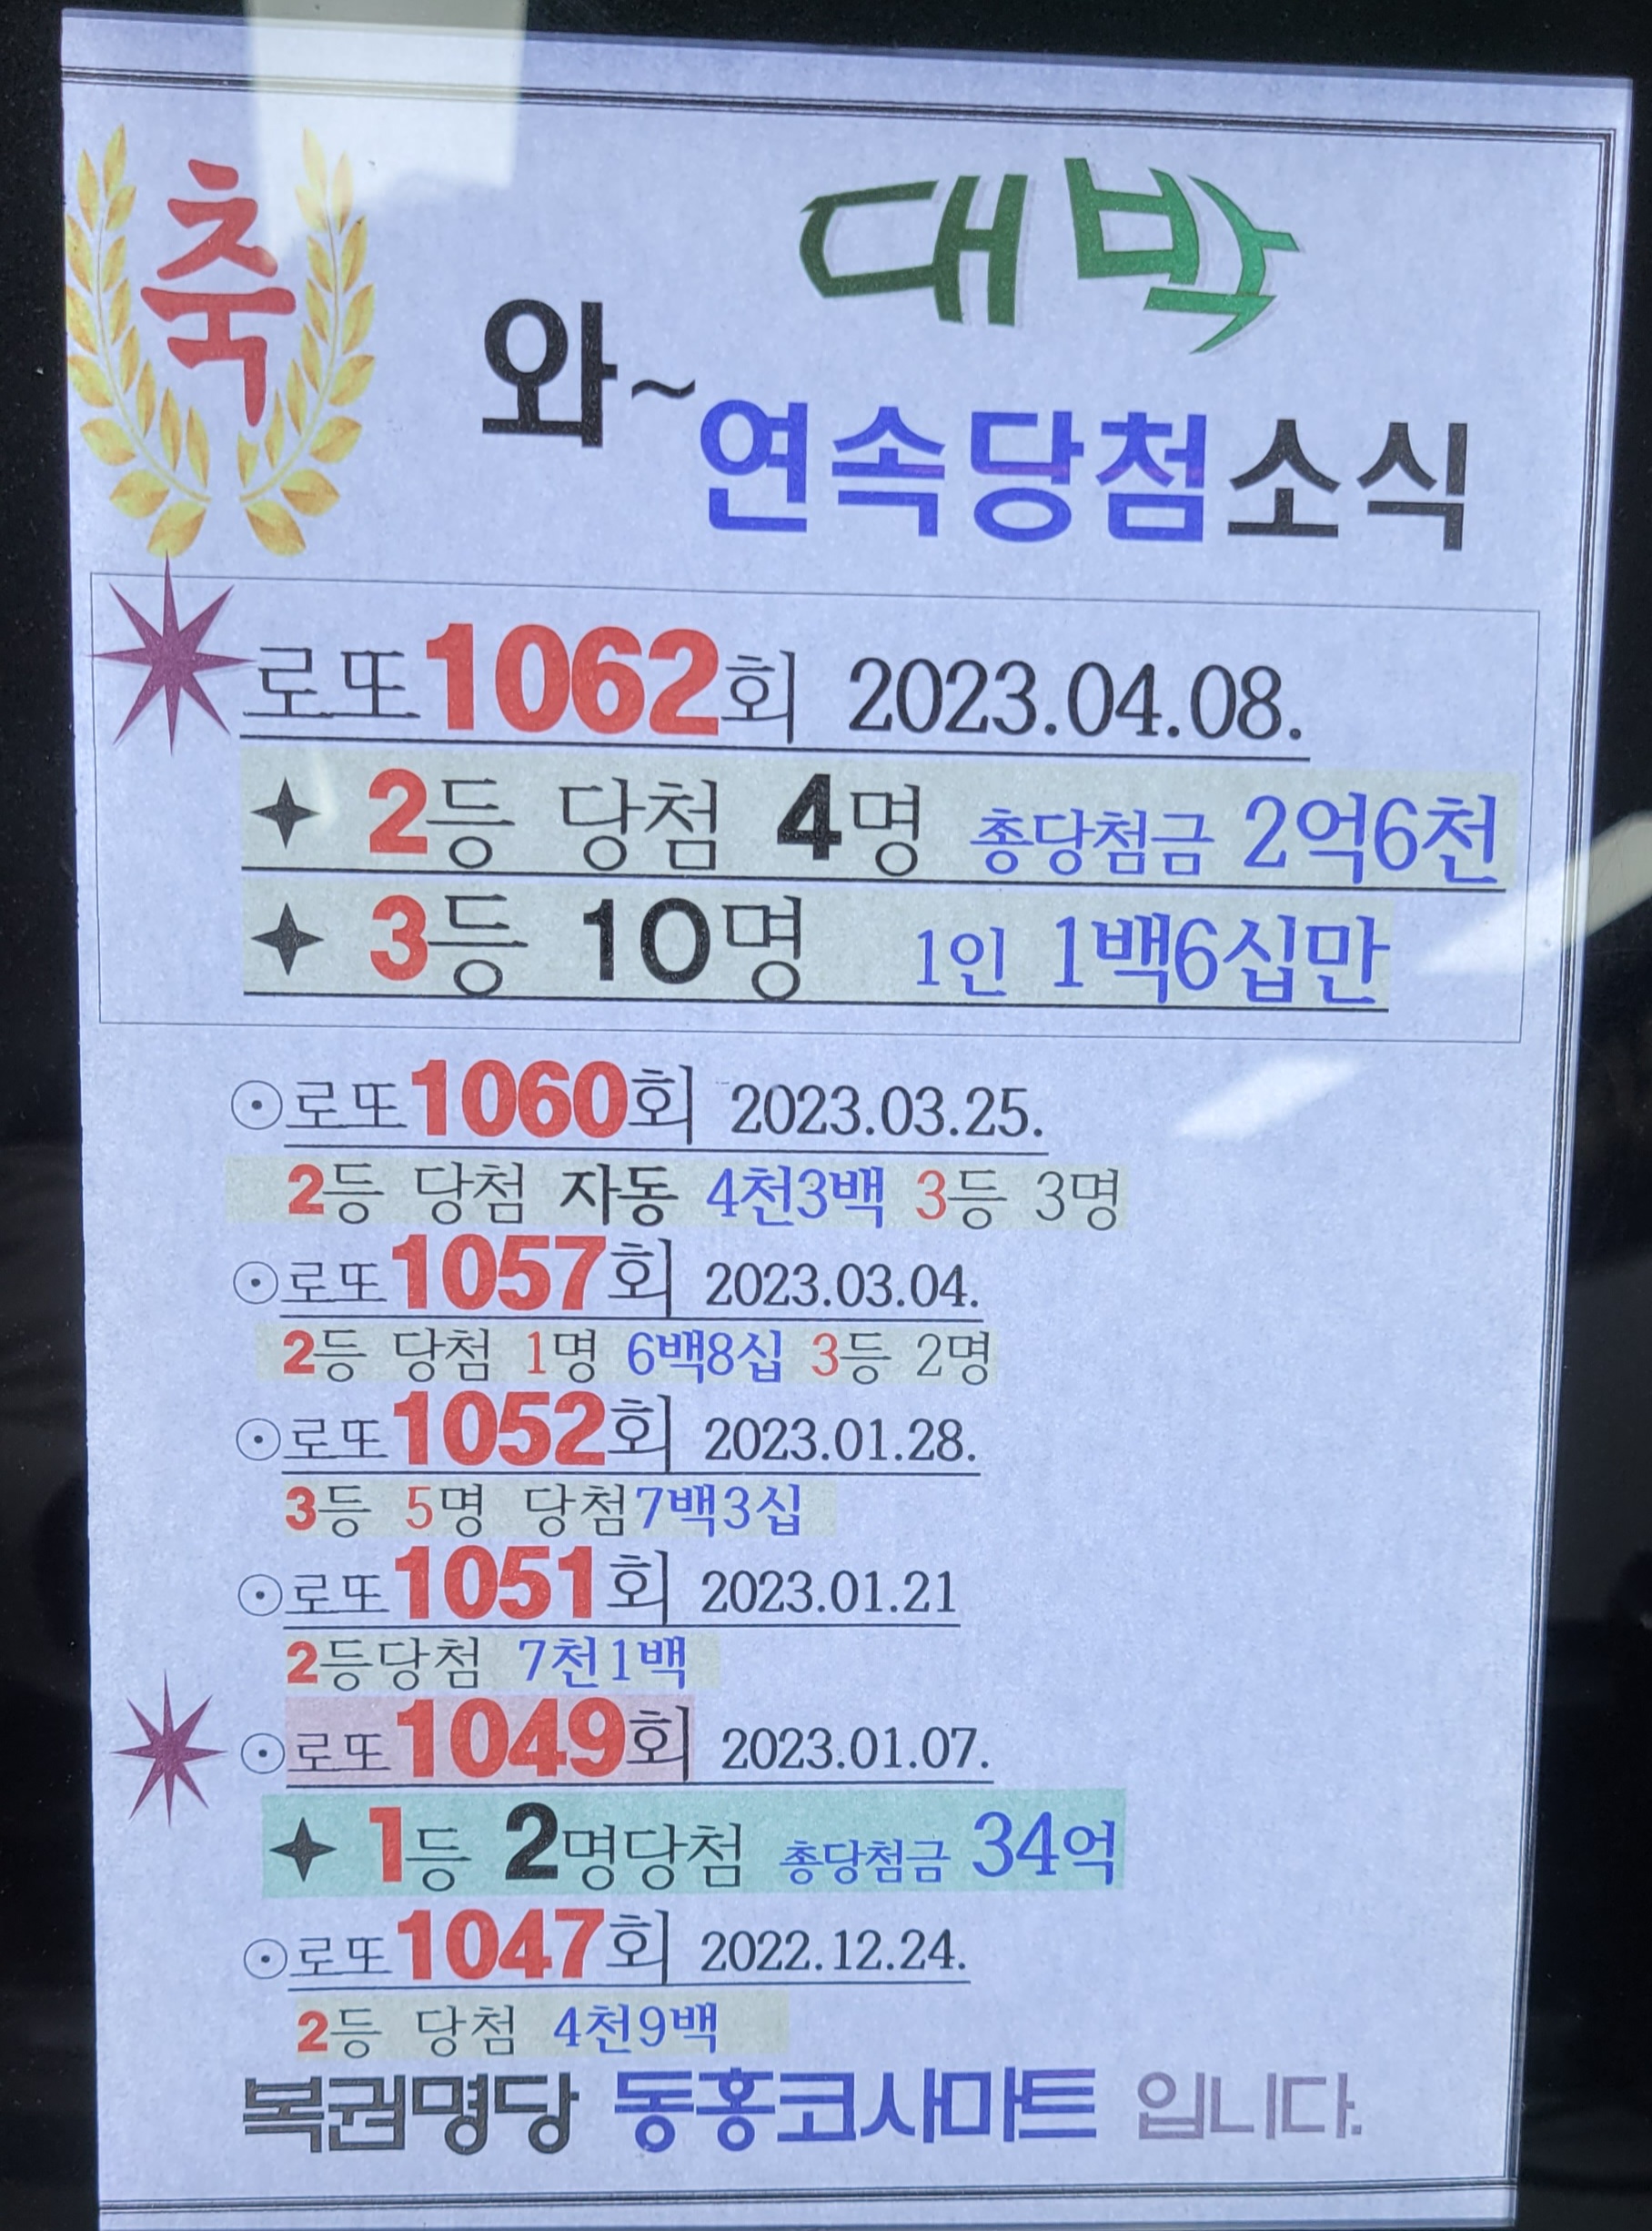 축
대박
와~
연속당첨소식
로또1062회 2023.04.08.
2등 당첨 4명 총당첨금 2억6천
3등 10명 1인 1백6십만
⊙로또1060회 2023.03.25.
2등 당첨 자동 4천3백 3등 3명
⊙로또1057회 2023.03.04.
2등 당첨 1명 6백8십 3등 2명
⊙로또1052회 2023.01.28.
3등 5명 당첨7백3십
⊙로또1051회 2023.01.21
2등당첨 7천1백
⊙로또1049회 2023.01.07.
1등 2명당첨 총당첨금 34억
⊙로또1047회 2022.12.24.
2등 당첨 4천9백
복권명당 동홍코사마트 입니다.